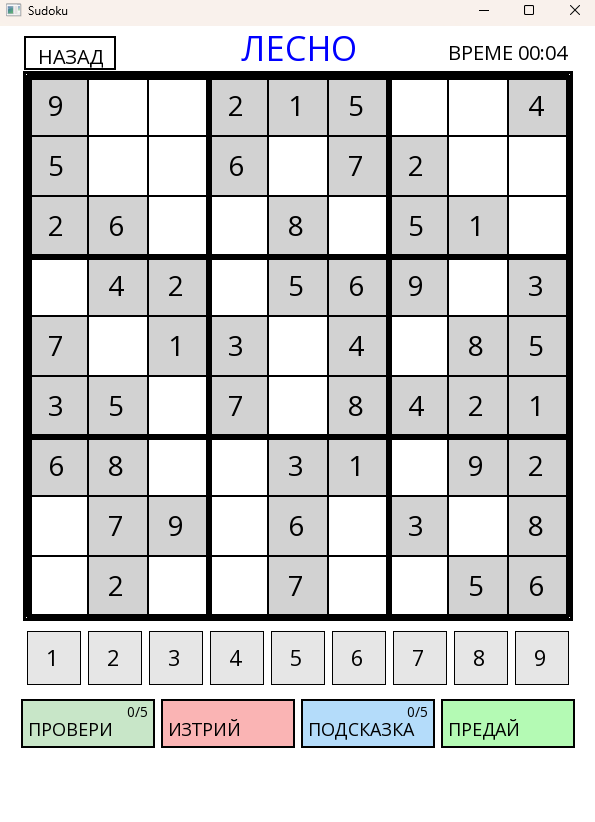 Sudoku
НАЗАД ЛЕСНО ВРЕМЕ 00:04
9 2 1 5 4
5 6 7 2
2 6 8 5 1
4 2 5 6 9 3
7 1 3 4 8 5
3 5 7 8 4 2 1
6 8 3 1 9 2
7 9 6 3 8
2 7 5 6
1 2 3 4 5 6 7 8 9
0/5 0/5
ПРОВЕРИ ИЗТРИЙ ПОДСКАЗКА ПРЕДАЙ